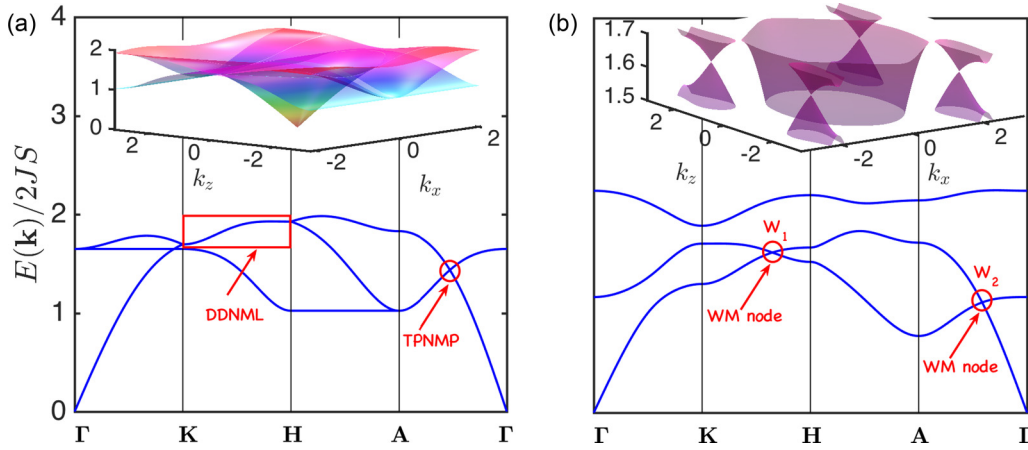 (a)
E(k)/2JS
4
3
2
1
0
2
1
0
2
0
-2
k_z
-2
0
2
k_x
DDNML
TPNMP
Γ
K
H
A
Γ
(b)
1.7
1.6
1.5
2
0
-2
k_z
-2
0
2
k_x
W_1
WM node
W_2
WM node
Γ
K
H
A